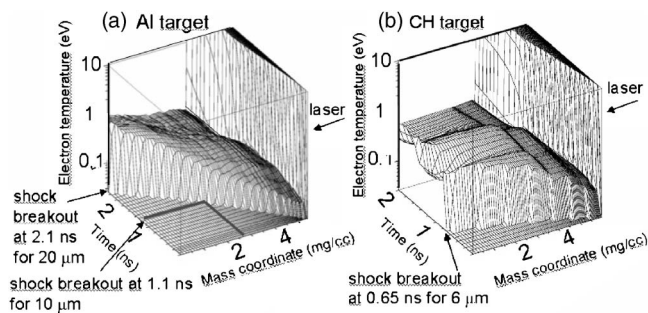 (a) Al target
Electron temperature (eV)
10
1
0.1
laser
shock
breakout
at 2.1 ns
for 20 μm
2
1
Time (ns)
2
4
Mass coordinate (mg/cc)
shock breakout at 1.1 ns
for 10 μm
(b) CH target
Electron temperature (eV)
10
1
0.1
laser
2
1
Time (ns)
2
4
Mass coordinate (mg/cc)
shock breakout
at 0.65 ns for 6 μm